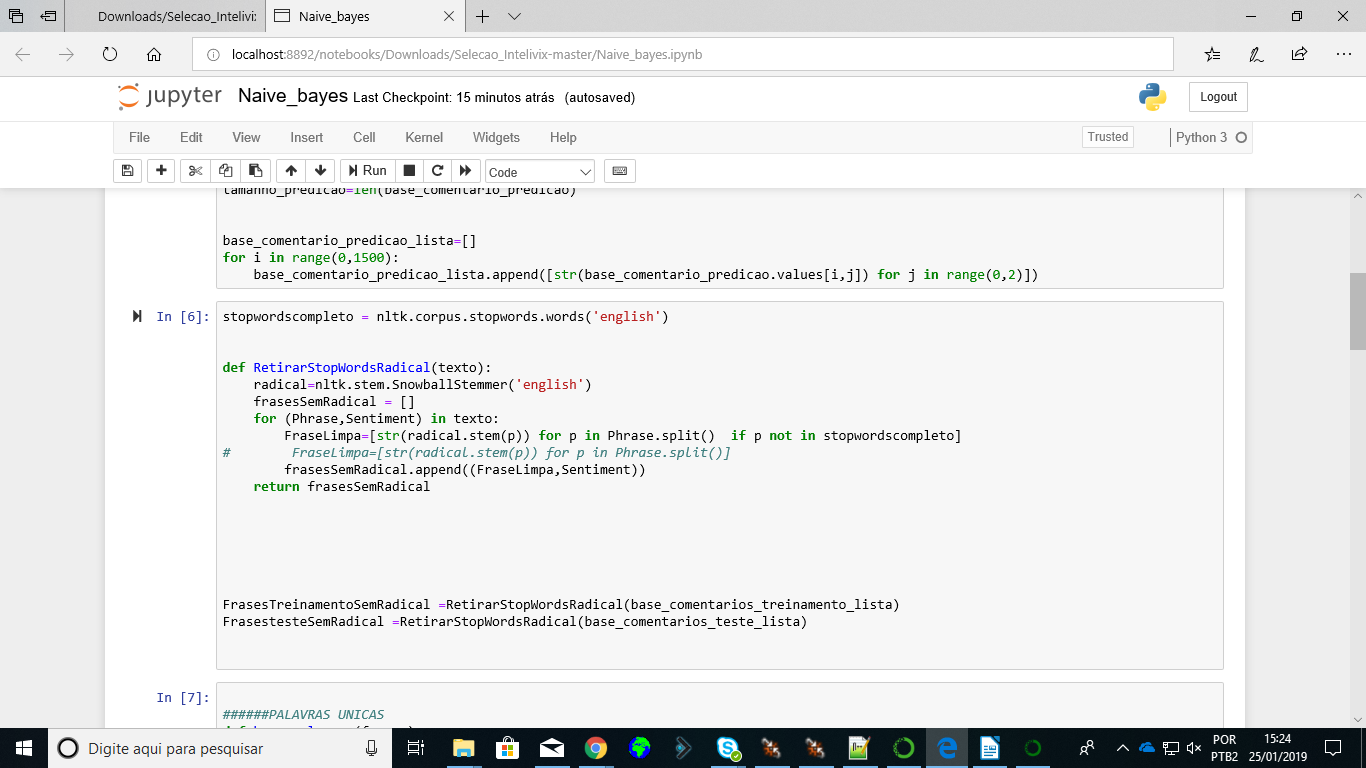 Downloads/Selecao_Intelivi:
Naive_bayes
localhost:8892/notebooks/Downloads/Selecao_Intelivix-master/Naive_bayes.ipynb
jupyter Naive_bayes Last Checkpoint: 15 minutos atrás (autosaved)
Logout
File Edit View Insert Cell Kernel Widgets Help
Trusted
Python 3
Run
Code
tamanho_predicao=len(base_comentario_predicao)
base_comentario_predicao_lista=[]
for i in range(0,1500):
    base_comentario_predicao_lista.append([str(base_comentario_predicao.values[i,j]) for j in range(0,2)])
In [6]:
stopwordscompleto = nltk.corpus.stopwords.words('english')
def RetirarStopWordsRadical(texto):
    radical=nltk.stem.SnowballStemmer('english')
    frasesSemRadical = []
    for (Phrase,Sentiment) in texto:
        FraseLimpa=[str(radical.stem(p)) for p in Phrase.split()  if p not in stopwordscompleto]
#        FraseLimpa=[str(radical.stem(p)) for p in Phrase.split()]
        frasesSemRadical.append((FraseLimpa,Sentiment))
    return frasesSemRadical
FrasesTreinamentoSemRadical =RetirarStopWordsRadical(base_comentarios_treinamento_lista)
FrasestesteSemRadical =RetirarStopWordsRadical(base_comentarios_teste_lista)
In [7]:
######PALAVRAS UNICAS
Digite aqui para pesquisar
POR
PTB2
15:24
25/01/2019